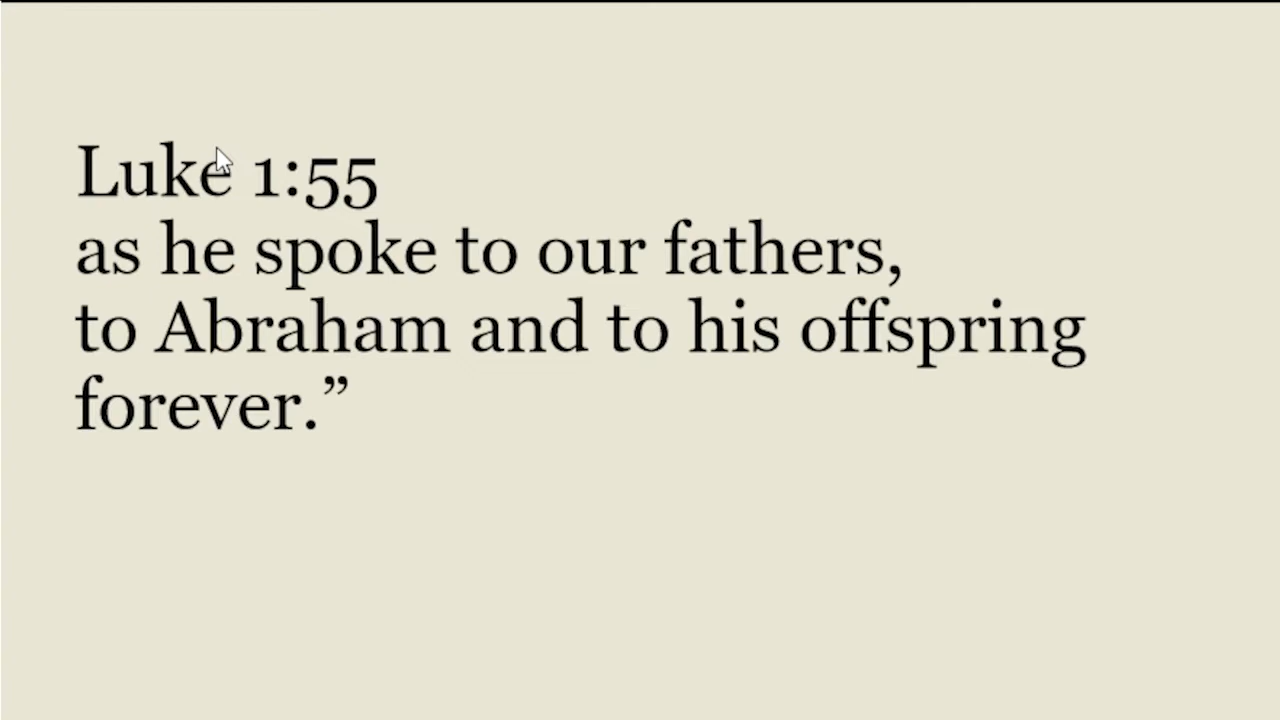 Luke 1:55
as he spoke to our fathers,
to Abraham and to his offspring
forever.”